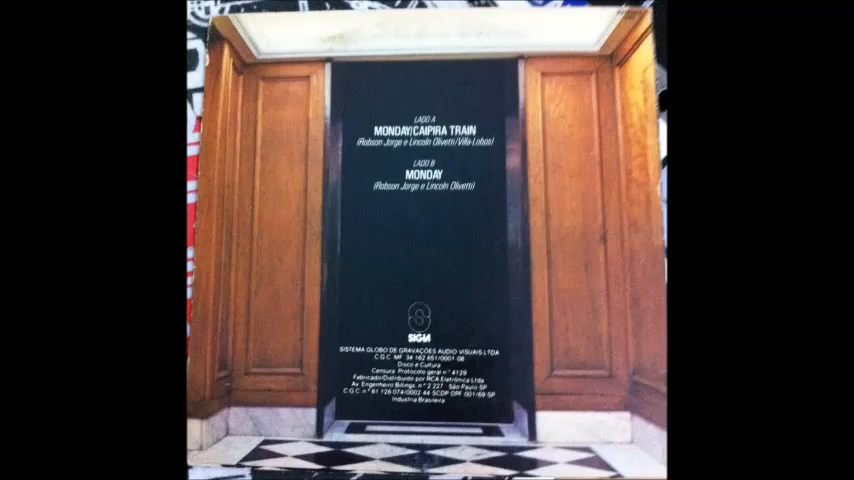 LADO A
MONDAY/CAIPIRA TRAIN
(Robson Jorge e Lincoln Olivetti/Villa-Lobos)
LADO B
MONDAY
(Robson Jorge e Lincoln Olivetti)
SIGLA
SISTEMA GLOBO DE GRAVAÇÕES AUDIO VISUAIS LTDA
C.G.C. MF. 34 162 651/0001 08
Disco é Cultura
Censura Protocolo geral nº 4129
Fabricado/Distribuído por RCA Eletrônica Ltda
Av. Engenheiro Billings, nº 2.227 São Paulo SP
C.G.C. nº 61 126 074/0002 44 SCDP DPF 001/69-SP
Indústria Brasileira